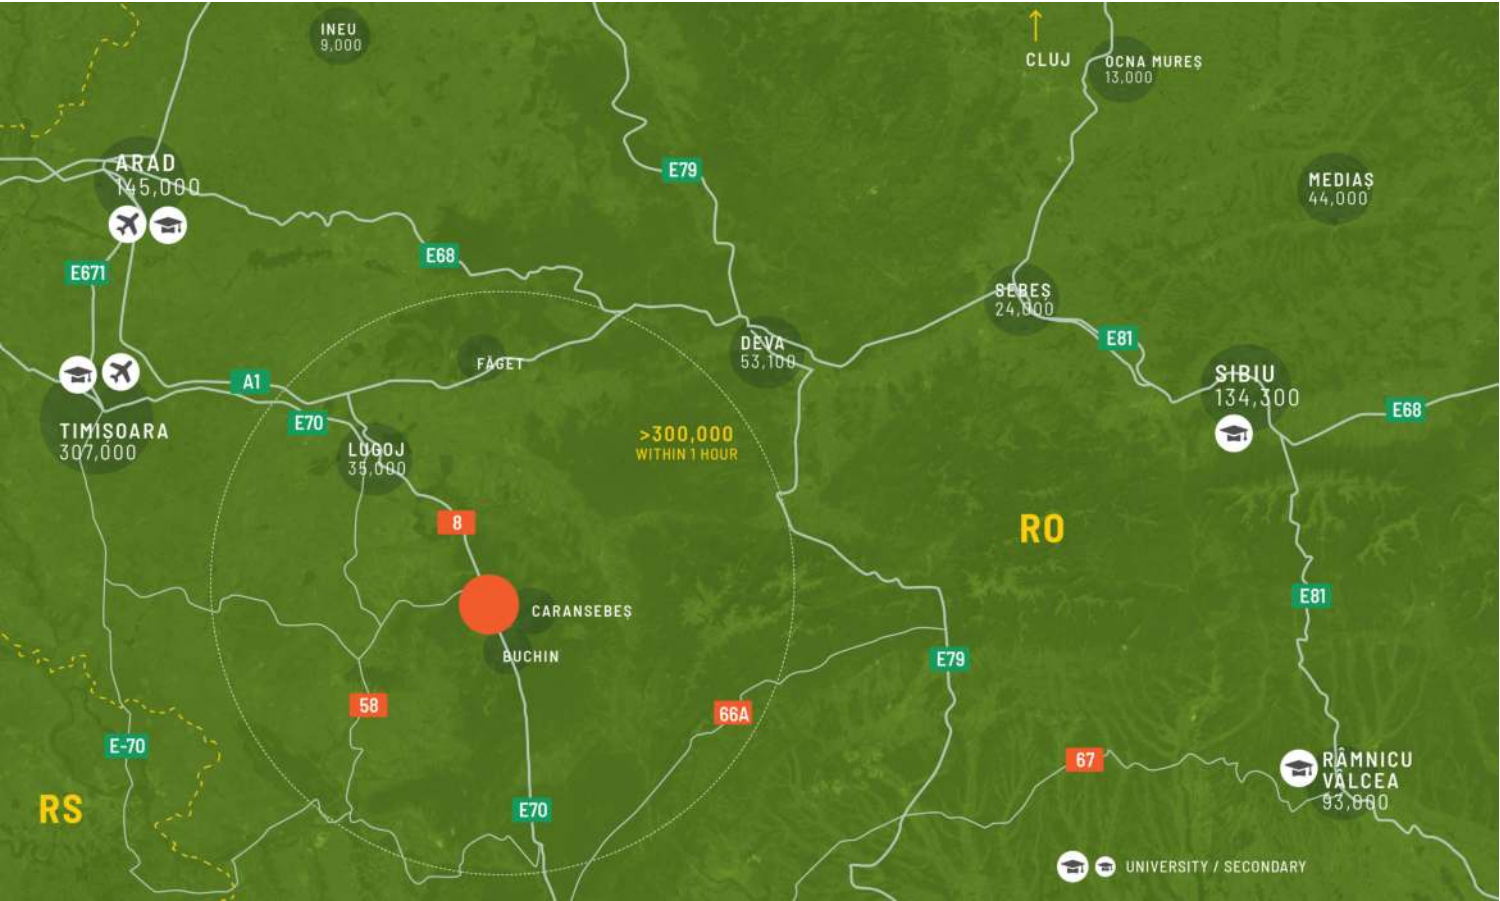 INEU
9,000
CLUJ
OCNA MUREȘ
13,000
ARAD
145,000
E79
MEDIAȘ
44,000
E68
E671
SEBEȘ
24,000
DEVA
53,100
E81
FĂGET
A1
E70
TIMIȘOARA
307,000
SIBIU
134,300
E68
LUGOJ
35,000
>300,000
WITHIN 1 HOUR
8
RO
CARANSEBEȘ
BUCHIN
E81
E79
58
66A
E-70
67
RÂMNICU
VÂLCEA
93,000
RS
E70
UNIVERSITY / SECONDARY